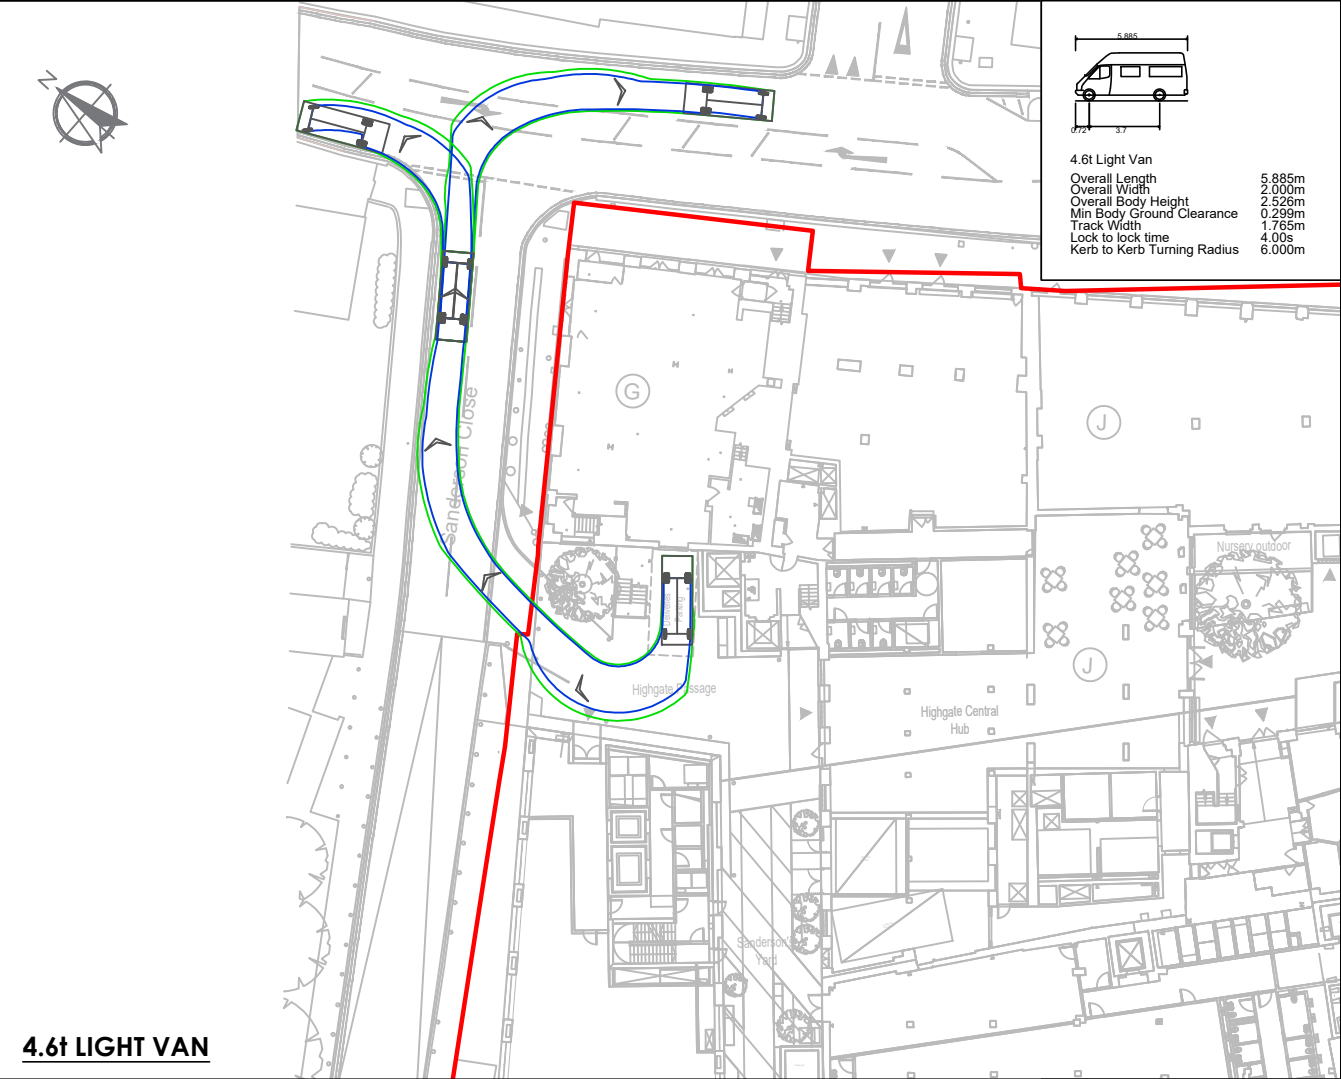 N
5.885
0.72
3.7
4.6t Light Van
Overall Length 5.885m
Overall Width 2.000m
Overall Body Height 2.526m
Min Body Ground Clearance 0.299m
Track Width 1.765m
Lock to lock time 4.00s
Kerb to Kerb Turning Radius 6.000m
G
J
Sanderson Close
Nursery outdoor
Parking
J
Highgate Passage
Highgate Central
Hub
Sanderson's
Yard
4.6t LIGHT VAN